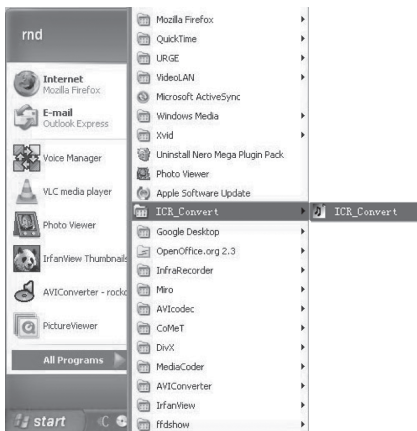 rnd
Internet
Mozilla Firefox
E-mail
Outlook Express
Voice Manager
VLC media player
Photo Viewer
IrfanView Thumbnails
AVIConverter - rockc
PictureViewer
All Programs
start
Mozilla Firefox
QuickTime
URGE
VideoLAN
Microsoft ActiveSync
Windows Media
Xvid
Uninstall Nero Mega Plugin Pack
Photo Viewer
Apple Software Update
ICR_Convert
Google Desktop
OpenOffice.org 2.3
InfraRecorder
Miro
AVIcodec
CoMeT
DivX
MediaCoder
AVIConverter
IrfanView
ffdshow
ICR_Convert